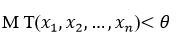 M T(x₁, x₂, …, xₙ)< θ